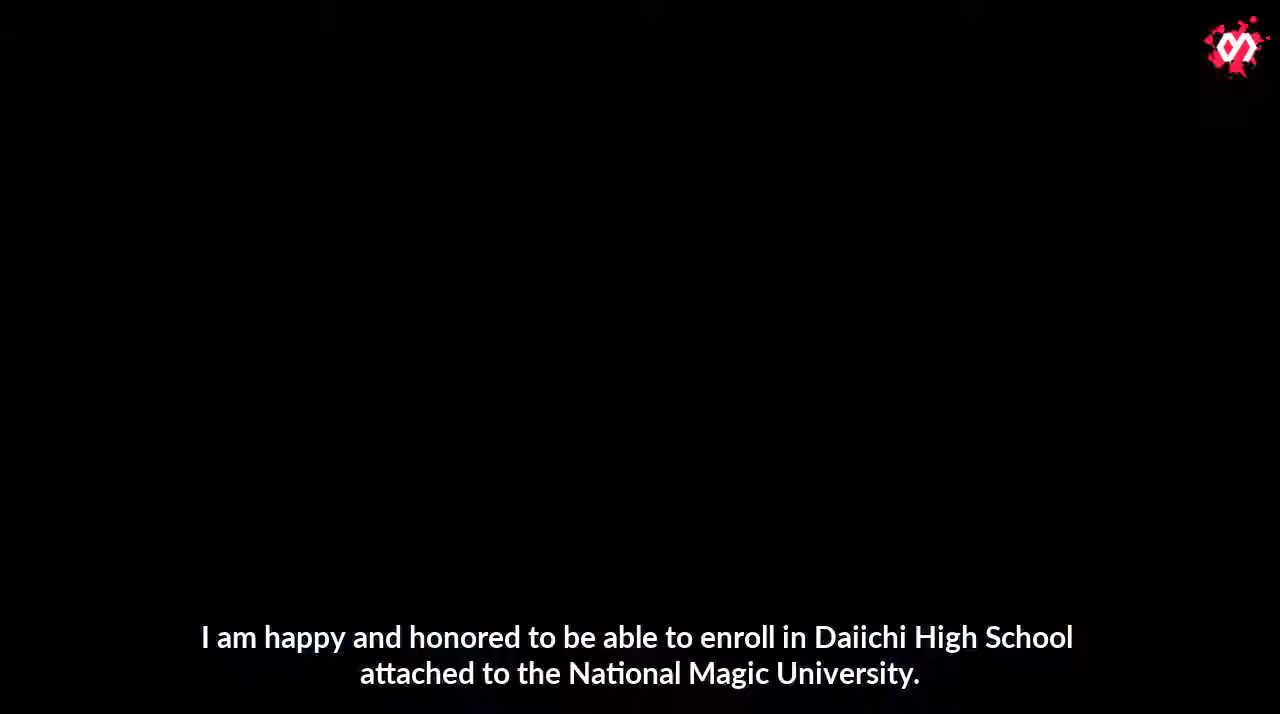 I am happy and honored to be able to enroll in Daiichi High School
attached to the National Magic University.